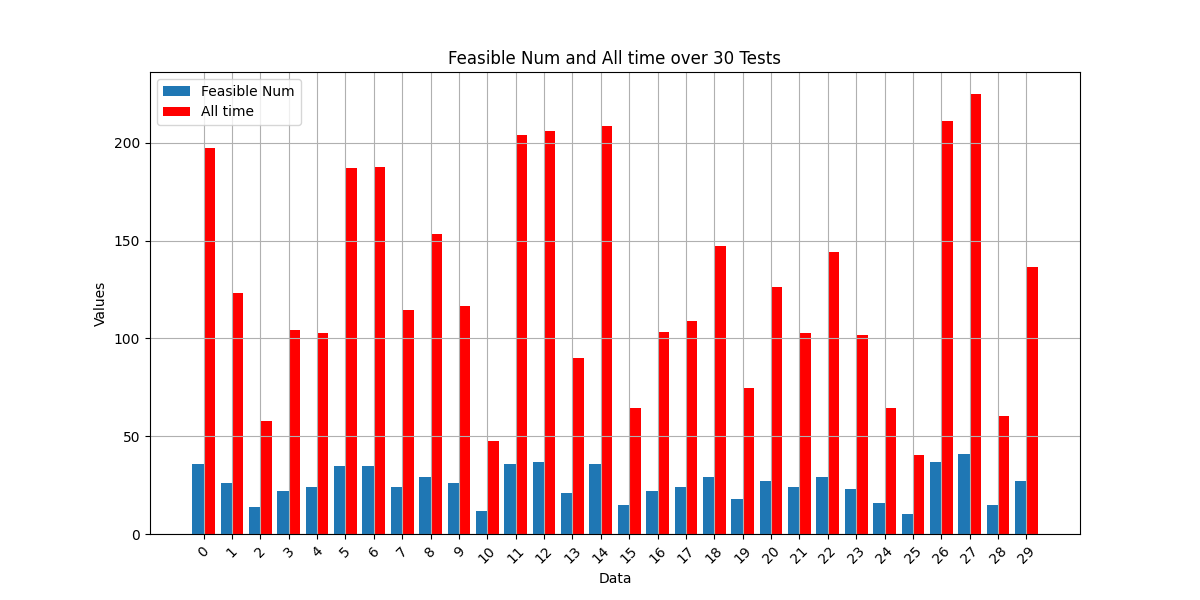 Feasible Num and All time over 30 Tests
Feasible Num
All time
200
150
100
50
0
Values
0 1 2 3 4 5 6 7 8 9 10 11 12 13 14 15 16 17 18 19 20 21 22 23 24 25 26 27 28 29
Data